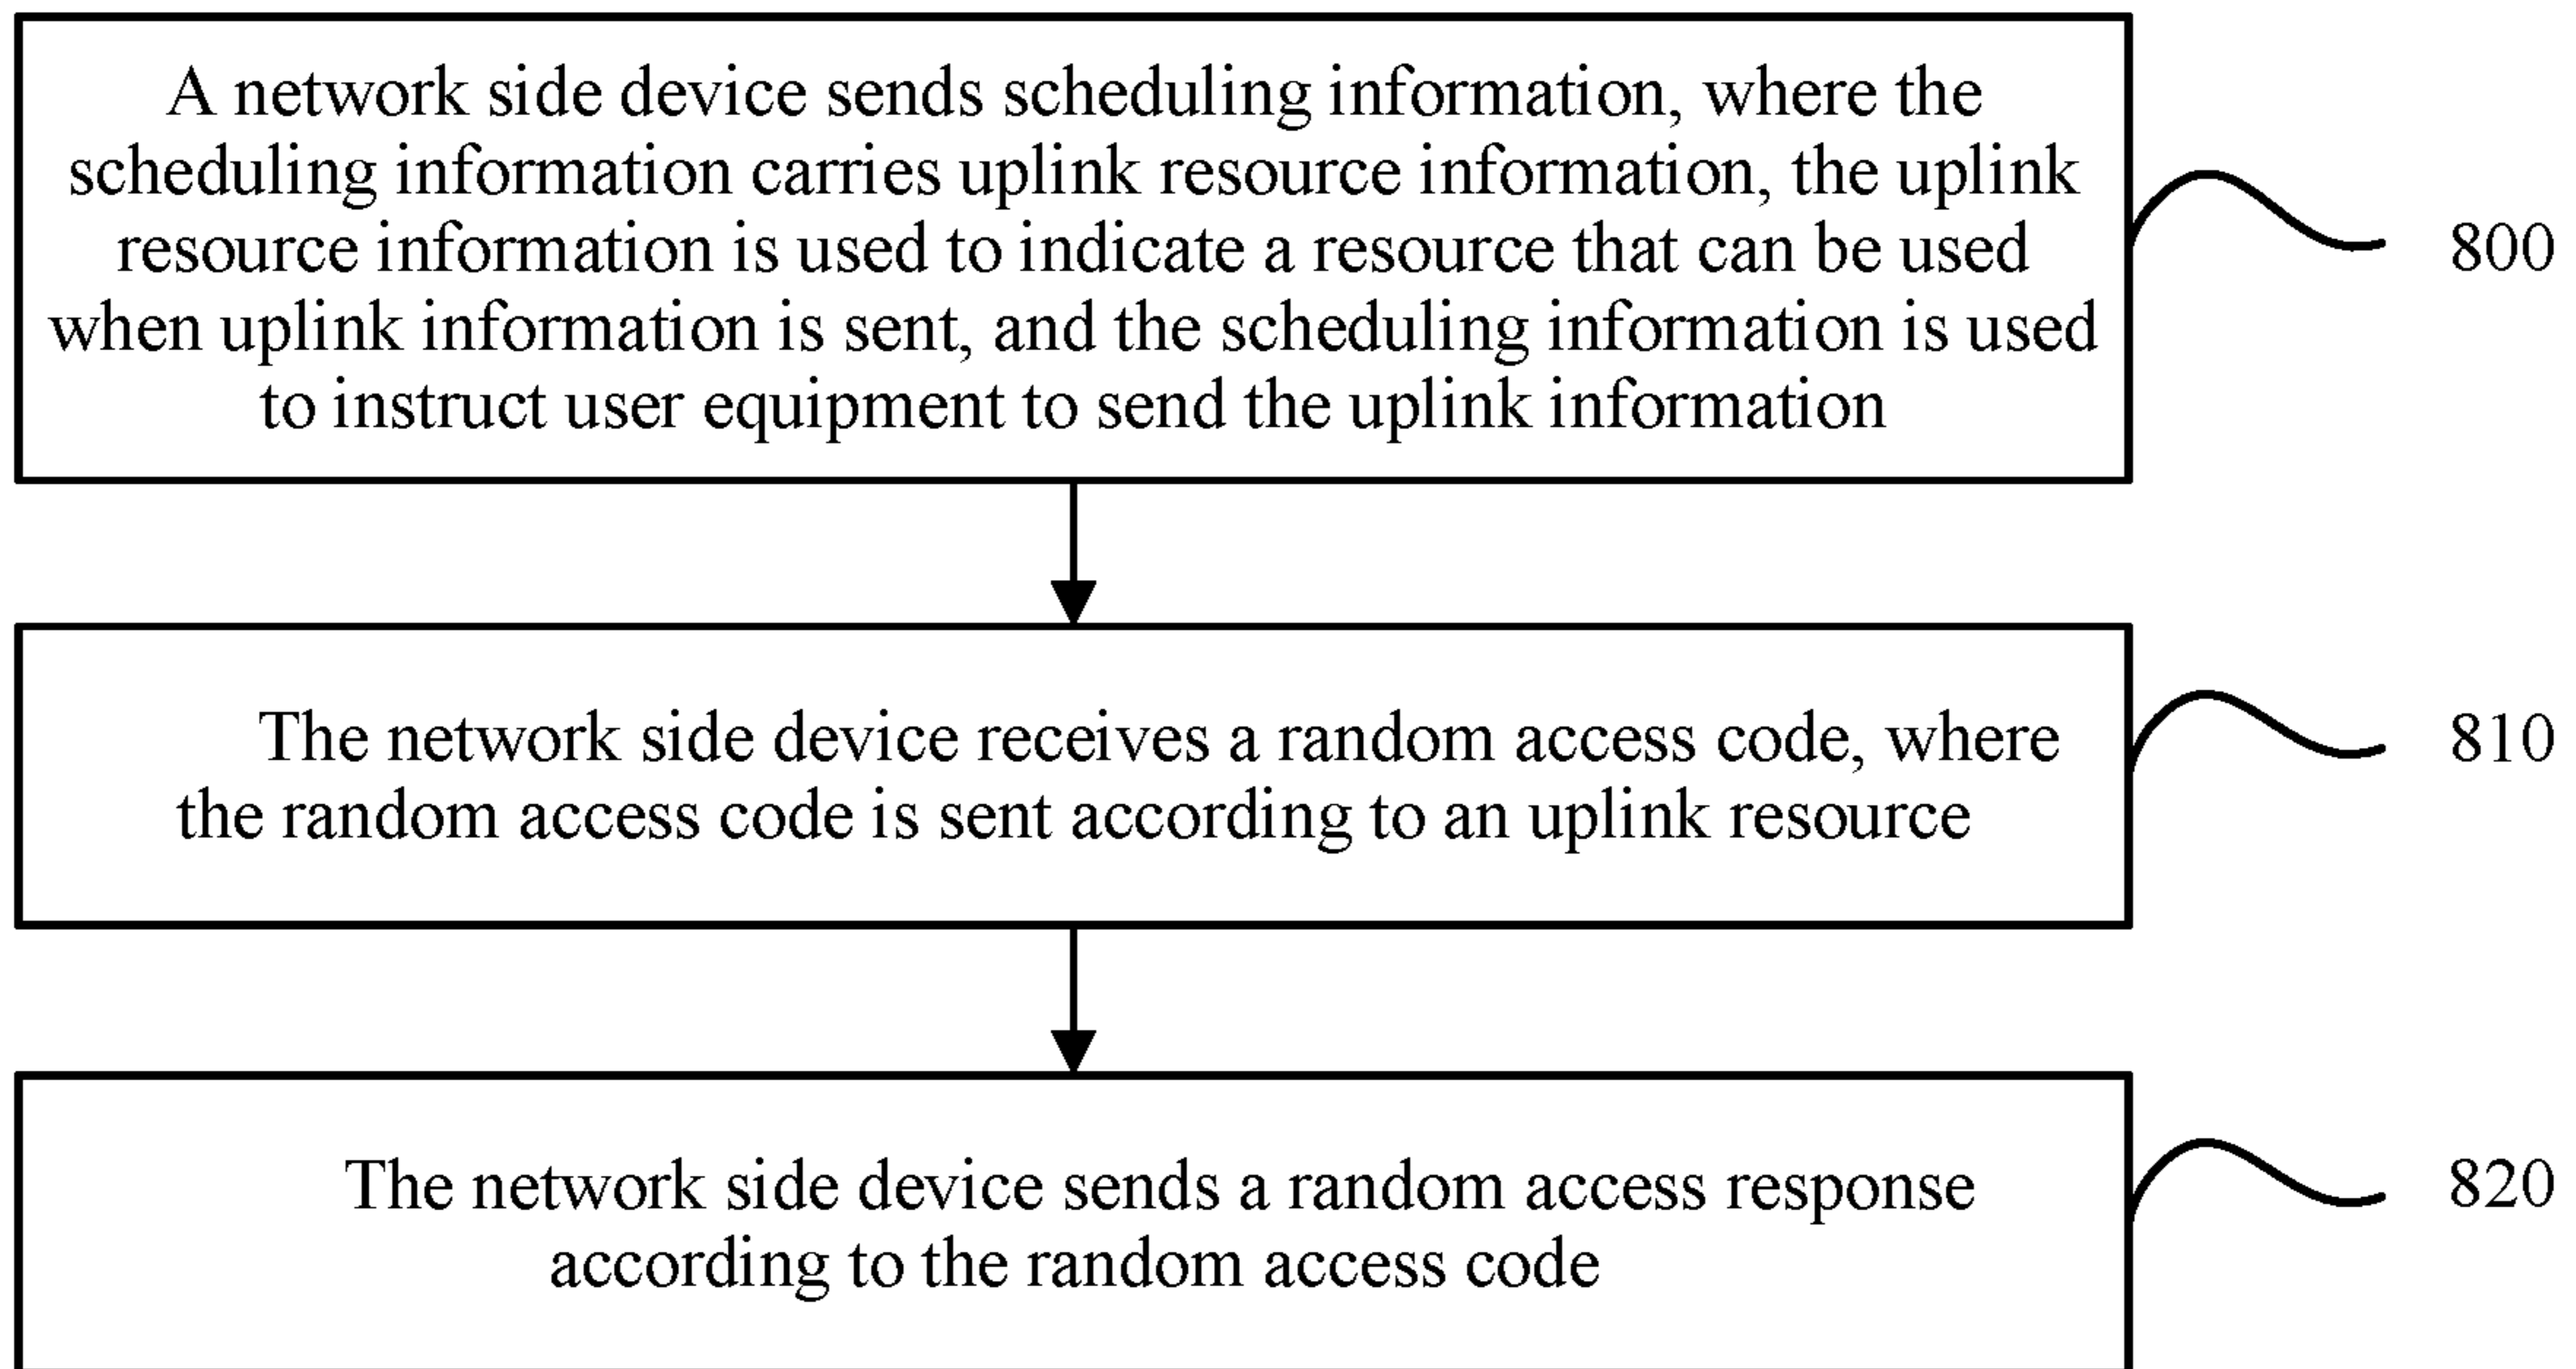 A network side device sends scheduling information, where the
scheduling information carries uplink resource information, the uplink
resource information is used to indicate a resource that can be used
when uplink information is sent, and the scheduling information is used
to instruct user equipment to send the uplink information
800
The network side device receives a random access code, where
the random access code is sent according to an uplink resource
810
The network side device sends a random access response
according to the random access code
820